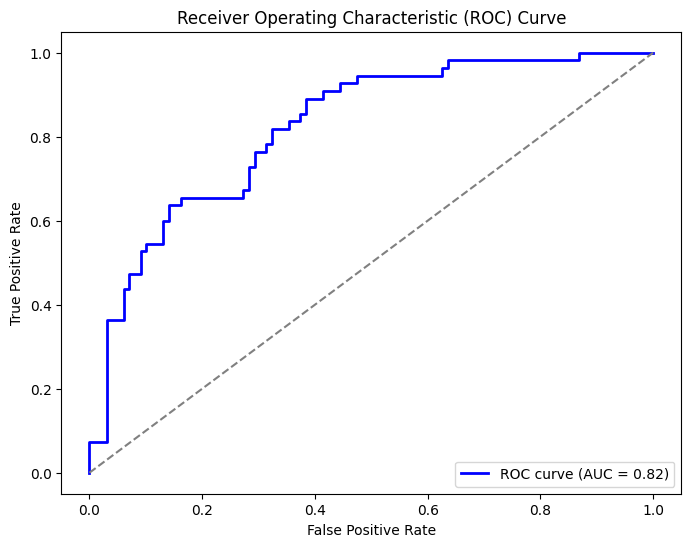 Receiver Operating Characteristic (ROC) Curve
1.0
0.8
0.6
0.4
0.2
0.0
True Positive Rate
ROC curve (AUC = 0.82)
0.0 0.2 0.4 0.6 0.8 1.0
False Positive Rate